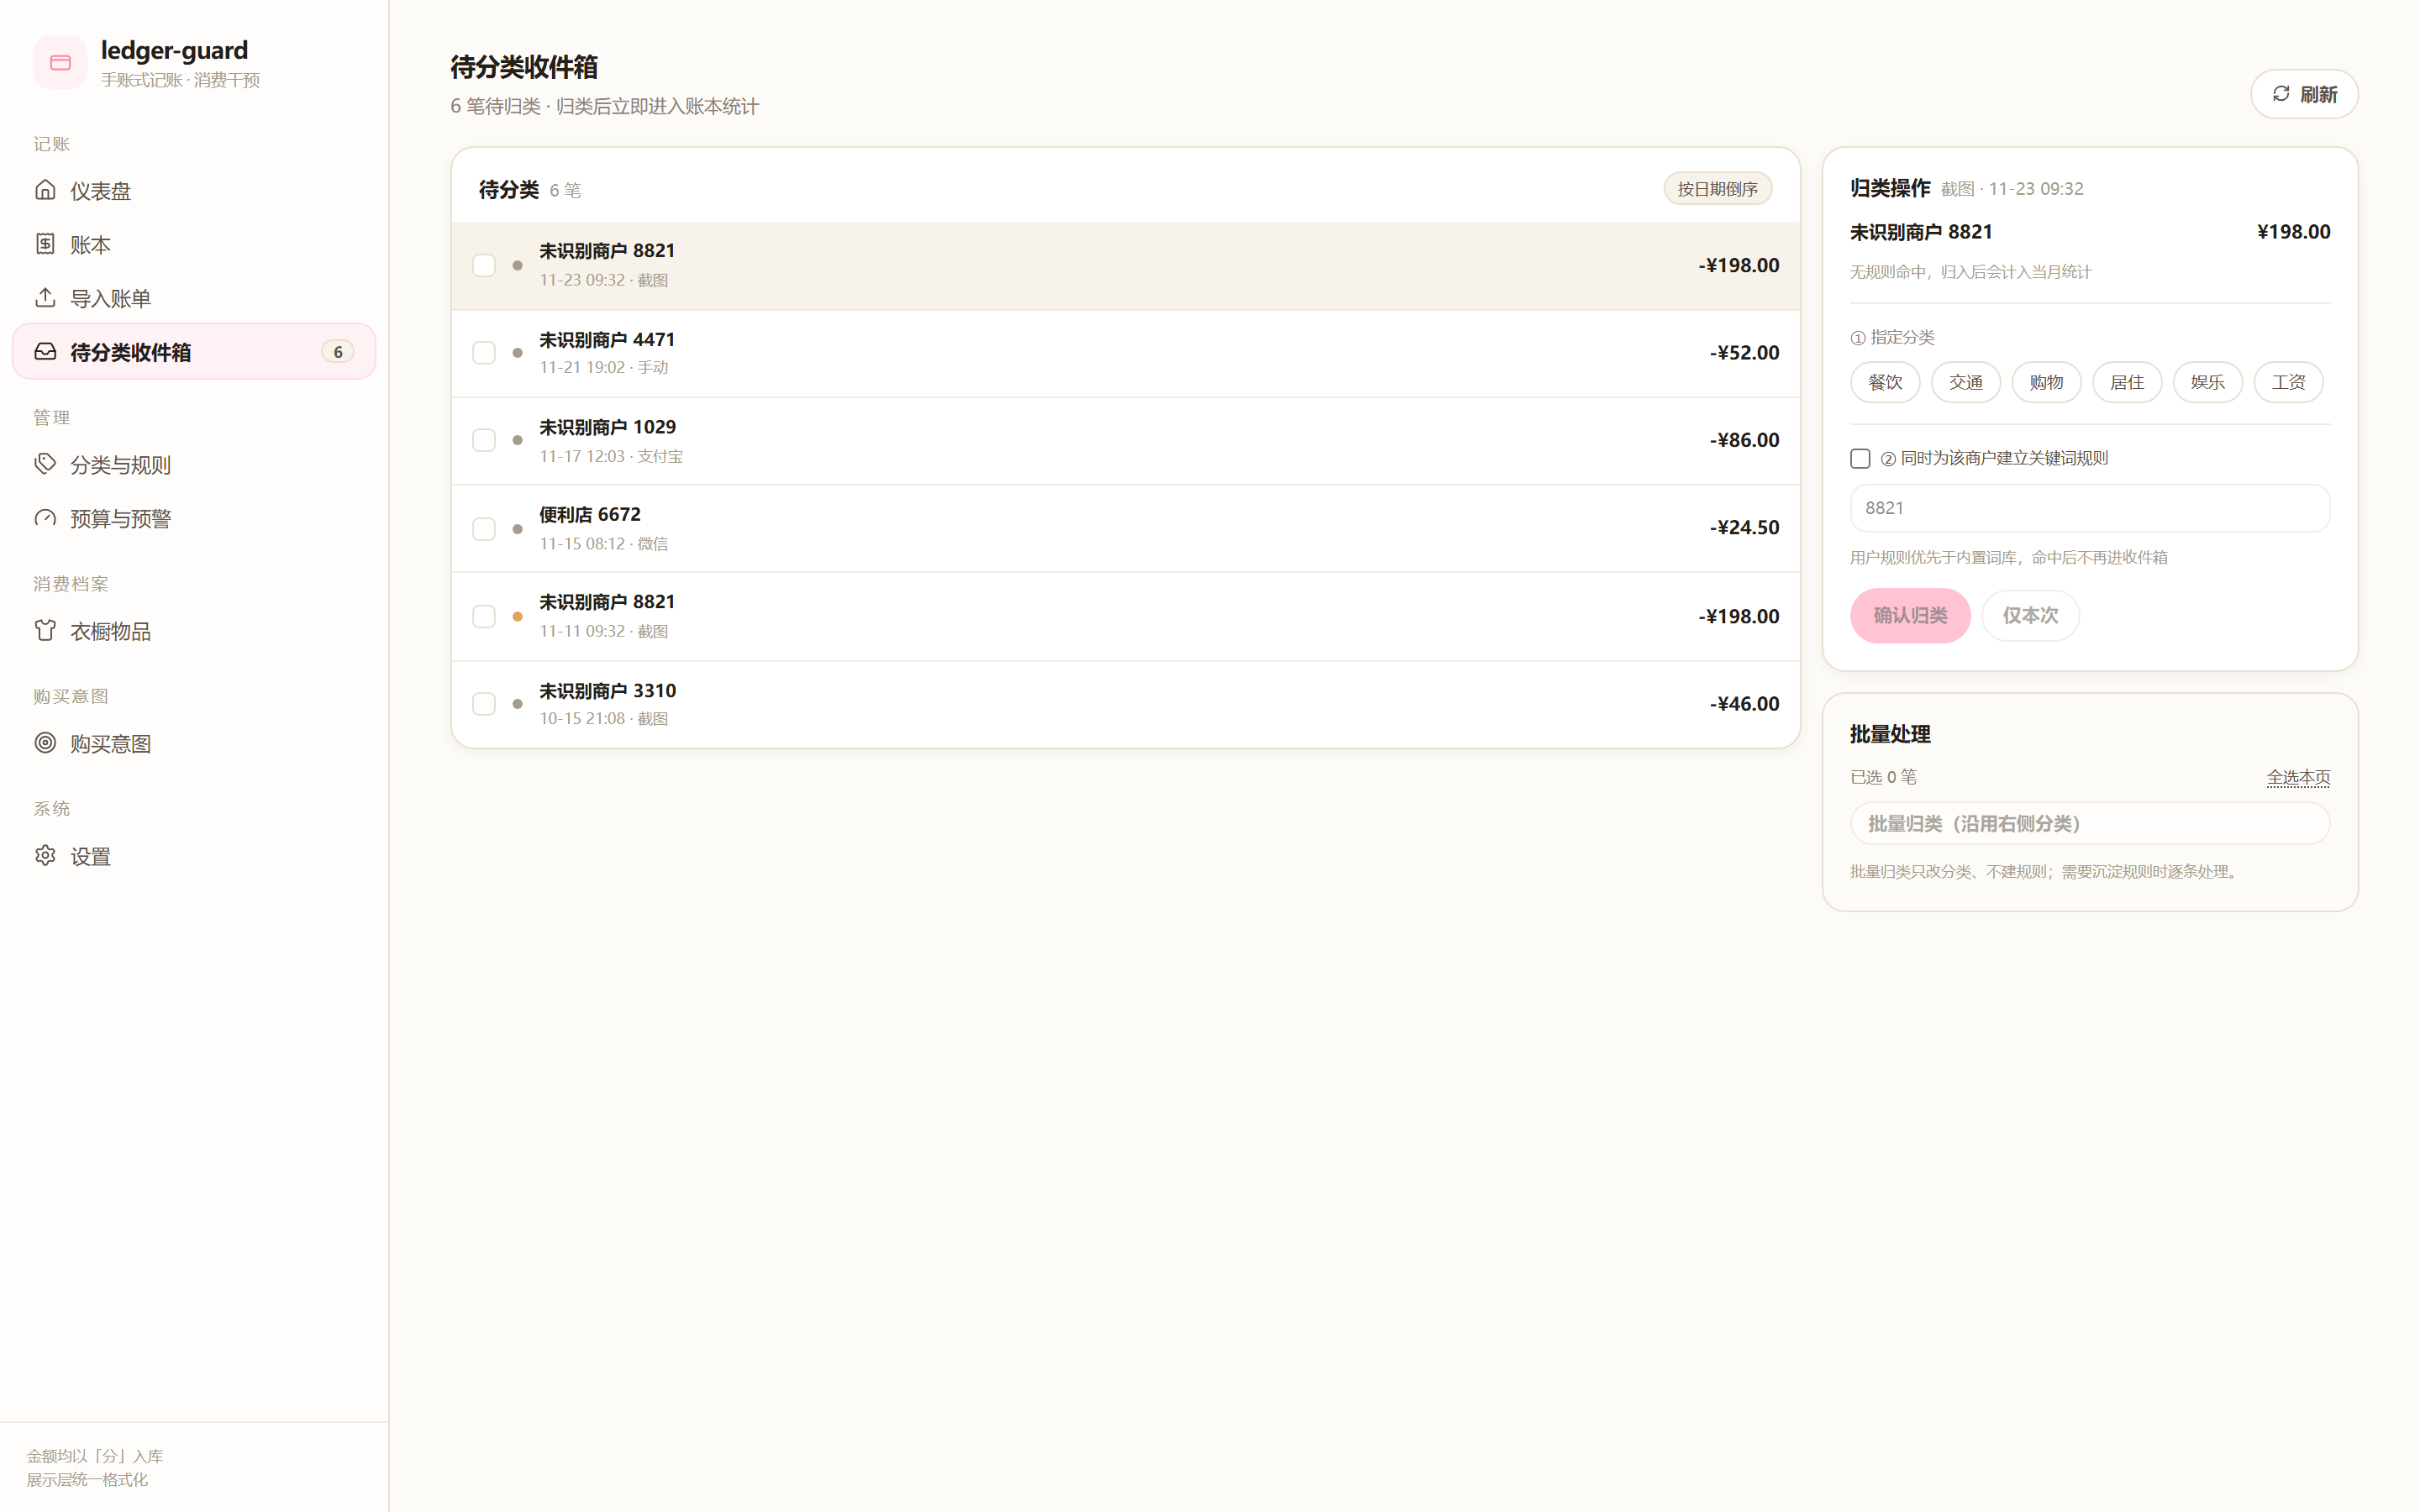 ledger-guard
手账式记账 · 消费干预
记账
仪表盘
账本
导入账单
待分类收件箱 6
管理
分类与规则
预算与预警
消费档案
衣橱物品
购买意图
购买意图
系统
设置
金额均以「分」入库
展示层统一格式化
待分类收件箱
6 笔待归类 · 归类后立即进入账本统计
刷新
待分类 6 笔 按日期倒序
未识别商户 8821
11-23 09:32 · 截图
-¥198.00
未识别商户 4471
11-21 19:02 · 手动
-¥52.00
未识别商户 1029
11-17 12:03 · 支付宝
-¥86.00
便利店 6672
11-15 08:12 · 微信
-¥24.50
未识别商户 8821
11-11 09:32 · 截图
-¥198.00
未识别商户 3310
10-15 21:08 · 截图
-¥46.00
归类操作 截图 · 11-23 09:32
未识别商户 8821 ¥198.00
无规则命中，归入后会计入当月统计
① 指定分类
餐饮 交通 购物 居住 娱乐 工资
② 同时为该商户建立关键词规则
8821
用户规则优先于内置词库，命中后不再进收件箱
确认归类 仅本次
批量处理
已选 0 笔 全选本页
批量归类（沿用右侧分类）
批量归类只改分类、不建规则；需要沉淀规则时逐条处理。